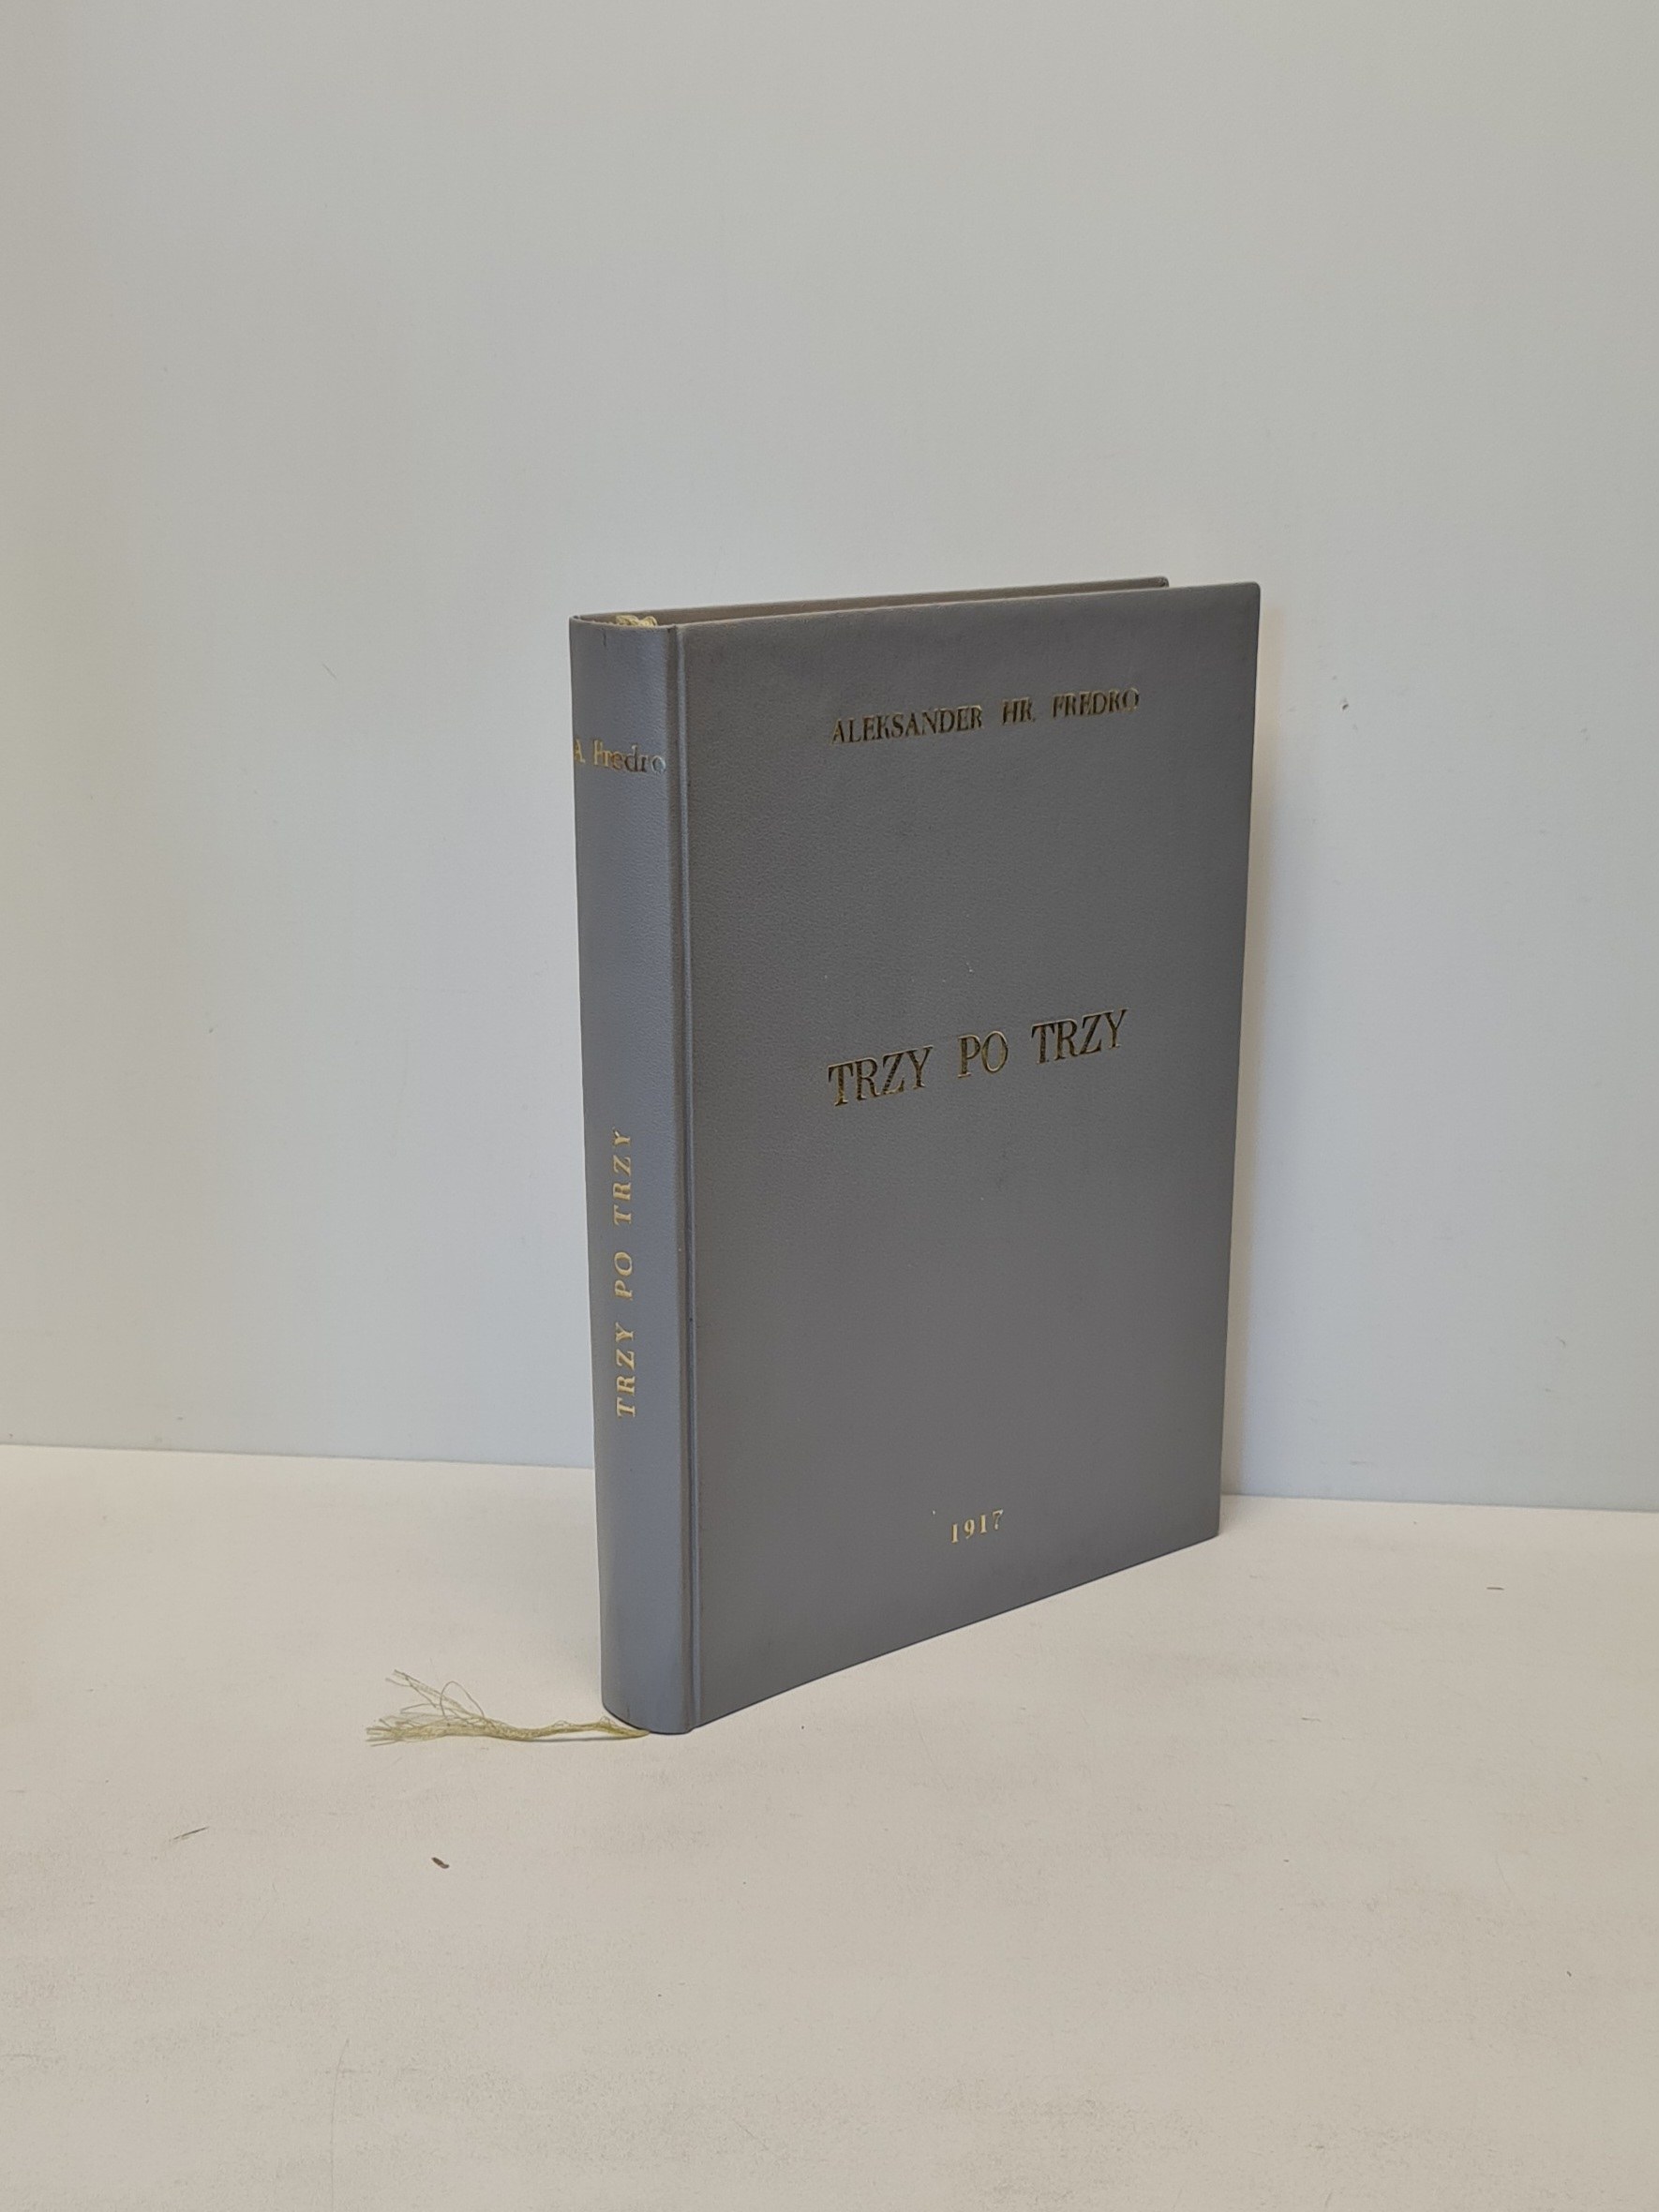 ALEKSANDER HR. FREDRO
TRZY PO TRZY
1917
A. Fredro
TRZY PO TRZY